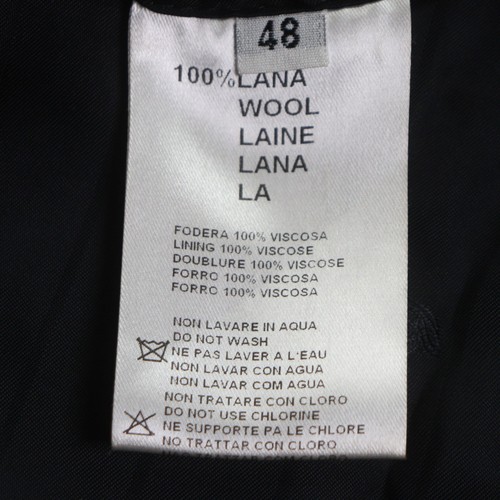 48
100% LANA
WOOL
LAINE
LANA
LA
FODERA 100% VISCOSA
LINING 100% VISCOSE
DOUBLURE 100% VISCOSE
FORRO 100% VISCOSA
FORRO 100% VISCOSA
NON LAVARE IN AQUA
DO NOT WASH
NE PAS LAVER A L'EAU
NON LAVAR CON AGUA
NON LAVAR COM AGUA
NON TRATARE CON CLORO
DO NOT USE CHLORINE
NE SUPPORTE PA LE CHLORE
NO TRATTAR CON CLORO
TRATTAR COM CLORO